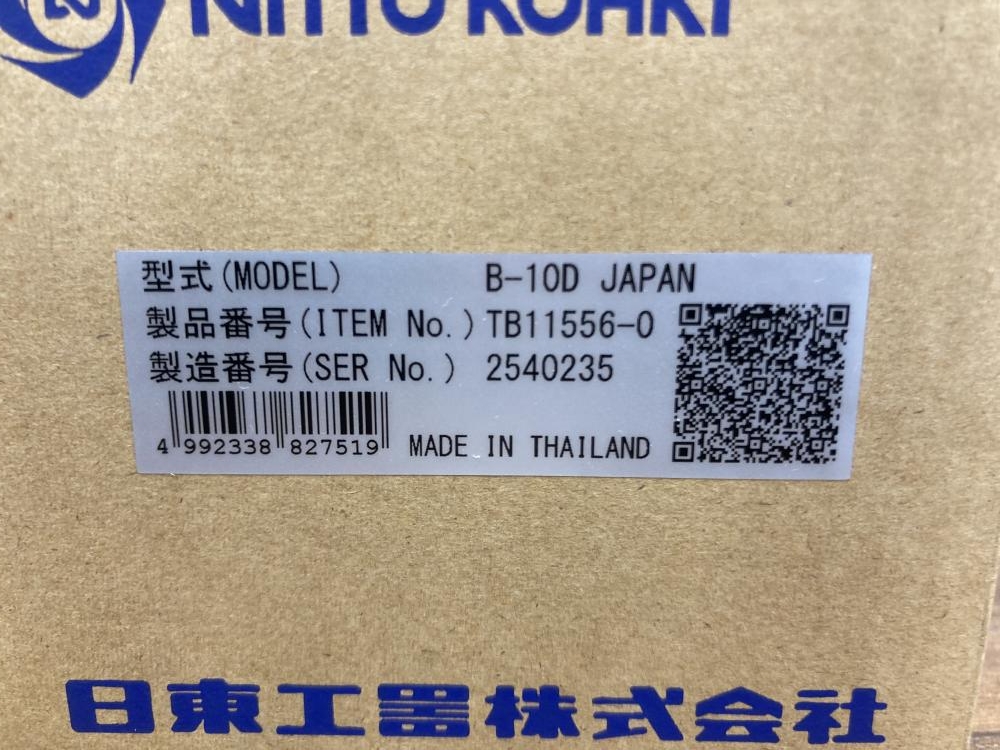 NITTO KOHKI
型式(MODEL) B-10D JAPAN
製品番号(ITEM No.) TB11556-0
製造番号(SER No.) 2540235
4 992338 827519 MADE IN THAILAND
日東工器株式会社